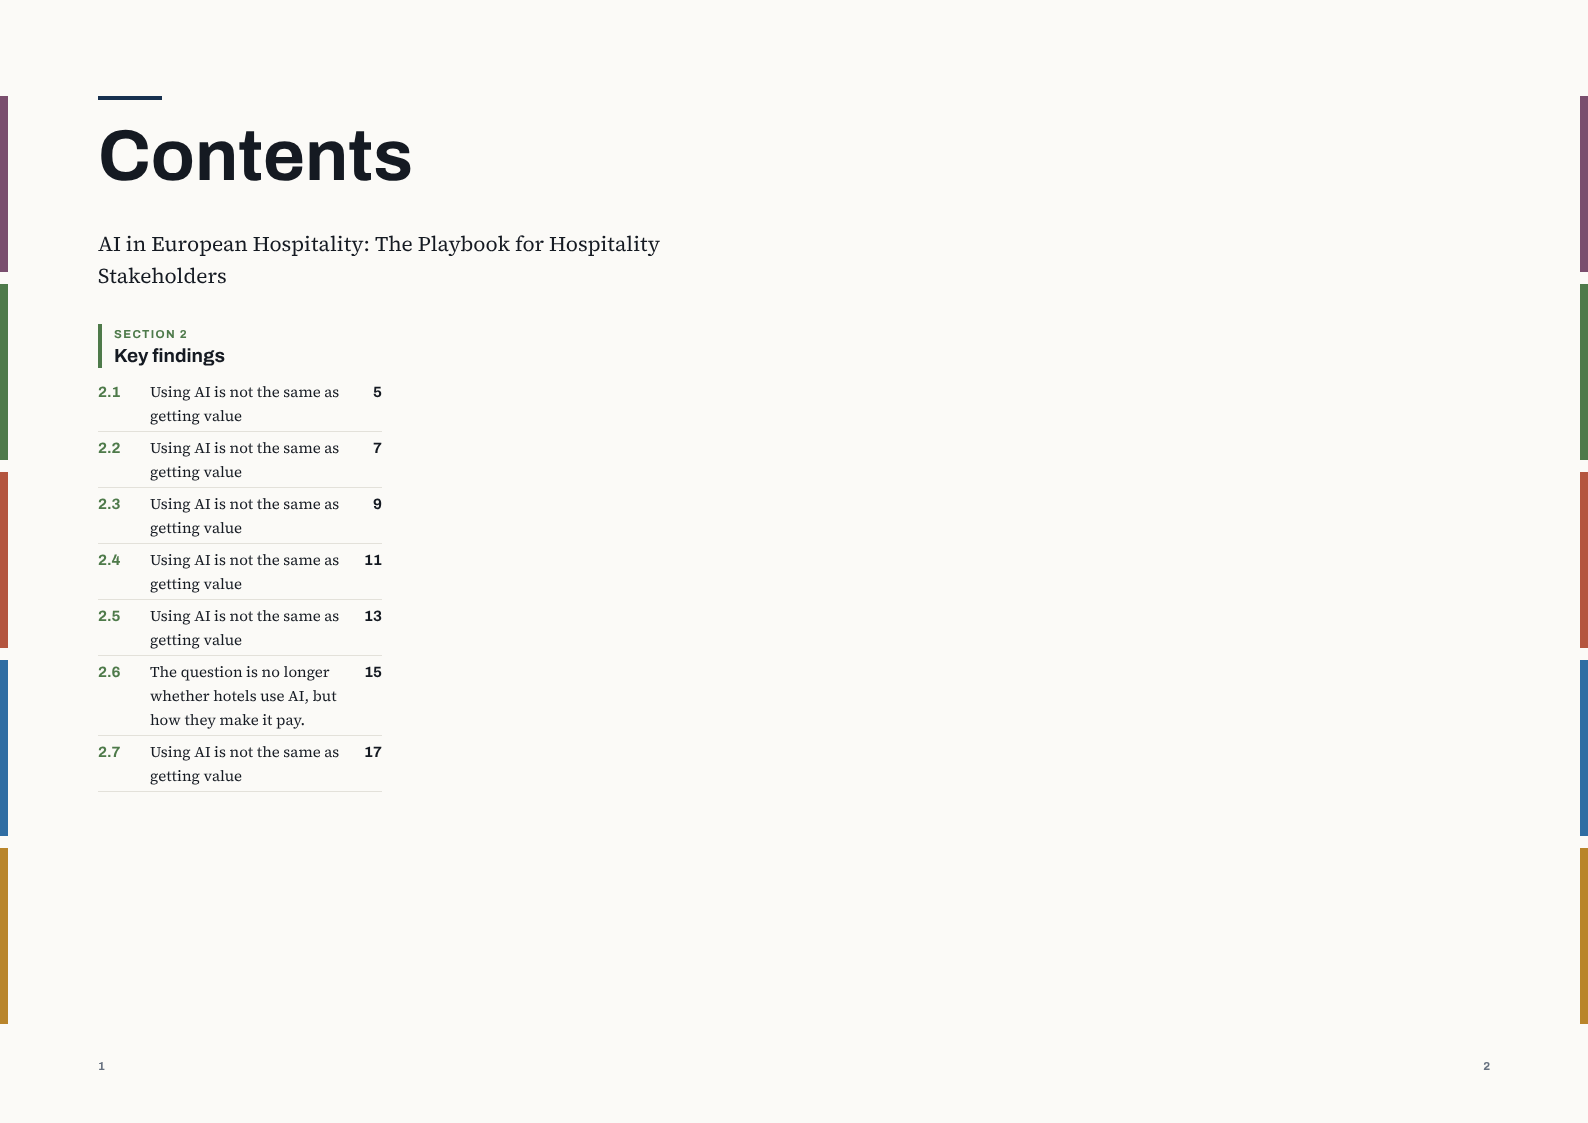 Contents
AI in European Hospitality: The Playbook for Hospitality
Stakeholders
SECTION 2
Key findings
2.1 Using AI is not the same as 5
getting value
2.2 Using AI is not the same as 7
getting value
2.3 Using AI is not the same as 9
getting value
2.4 Using AI is not the same as 11
getting value
2.5 Using AI is not the same as 13
getting value
2.6 The question is no longer 15
whether hotels use AI, but
how they make it pay.
2.7 Using AI is not the same as 17
getting value
1
2